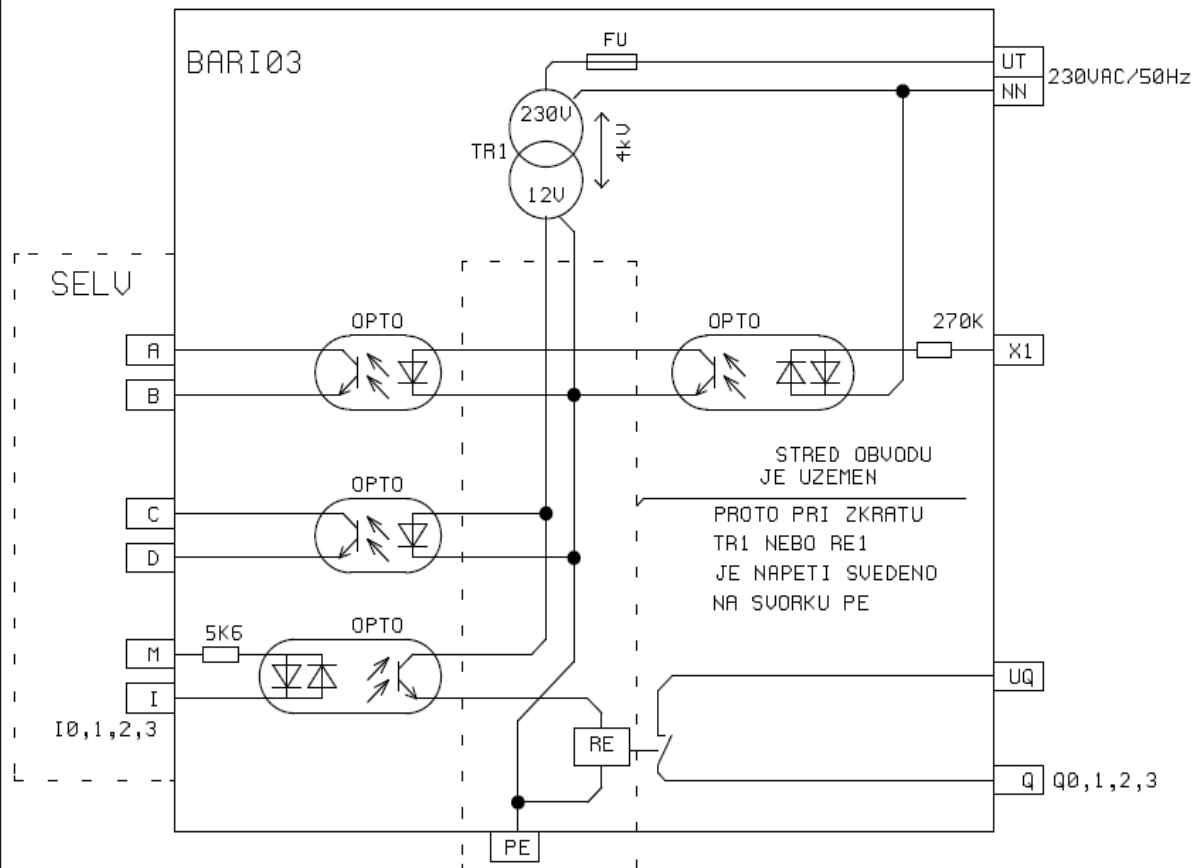 FU
BARI03
UT
230VAC/50Hz
NN
230V
TR1
4kV
12V
SELV
OPTO
OPTO
270K
A
X1
B
STRED OBVODU
JE UZEMEN
OPTO
C
PROTO PRI ZKRATU
TR1 NEBO RE1
D
JE NAPETI SVEDENO
NA SVORKU PE
5K6
OPTO
M
UQ
I
I0,1,2,3
RE
Q
Q0,1,2,3
PE